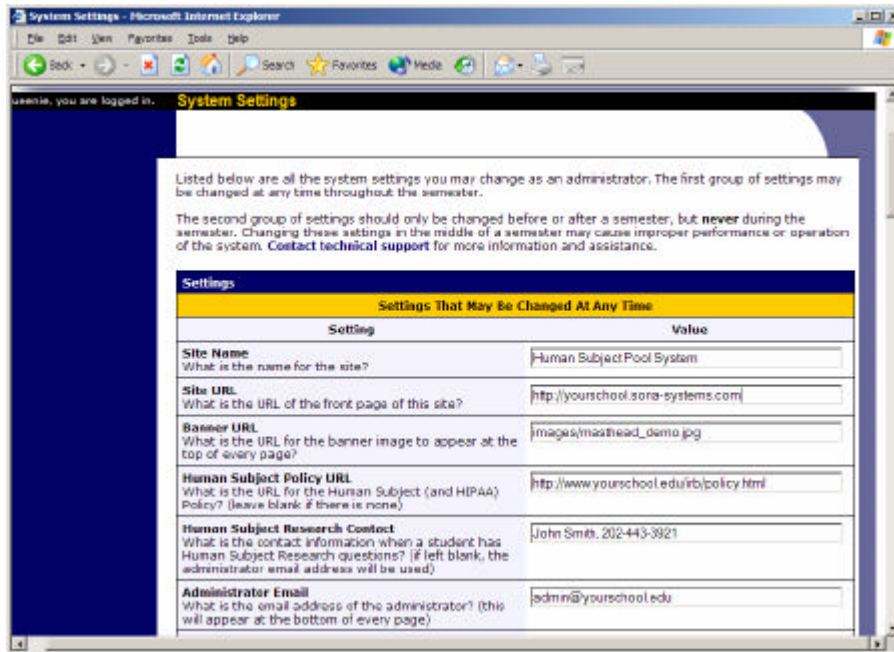 System Settings - Microsoft Internet Explorer
File Edit View Favorites Tools Help
Back Search Favorites Media
ueenie, you are logged in. System Settings
Listed below are all the system settings you may change as an administrator. The first group of settings may
be changed at any time throughout the semester.
The second group of settings should only be changed before or after a semester, but never during the
semester. Changing these settings in the middle of a semester may cause improper performance or operation
of the system. Contact technical support for more information and assistance.
Settings
Settings That May Be Changed At Any Time
Setting Value
Site Name
What is the name for the site?
Human Subject Pool System
Site URL
What is the URL of the front page of this site?
http://yourschool.sona-systems.com
Banner URL
What is the URL for the banner image to appear at the
top of every page?
images/masthead_demo.jpg
Human Subject Policy URL
What is the URL for the Human Subject (and HIPAA)
Policy? (leave blank if there is none)
http://www.yourschool.edu/irb/policy.html
Human Subject Research Contact
What is the contact information when a student has
Human Subject Research questions? (if left blank, the
administrator email address will be used)
John Smith, 202-443-3921
Administrator Email
What is the email address of the administrator? (this
will appear at the bottom of every page)
admin@yourschool.edu